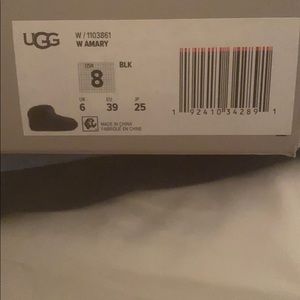 UGG
W / 1103861
W AMARY
USA
8
BLK
UK EU JP
6 39 25
MADE IN CHINA
FABRIQUÉ EN CHINE
1 92410 34289 1